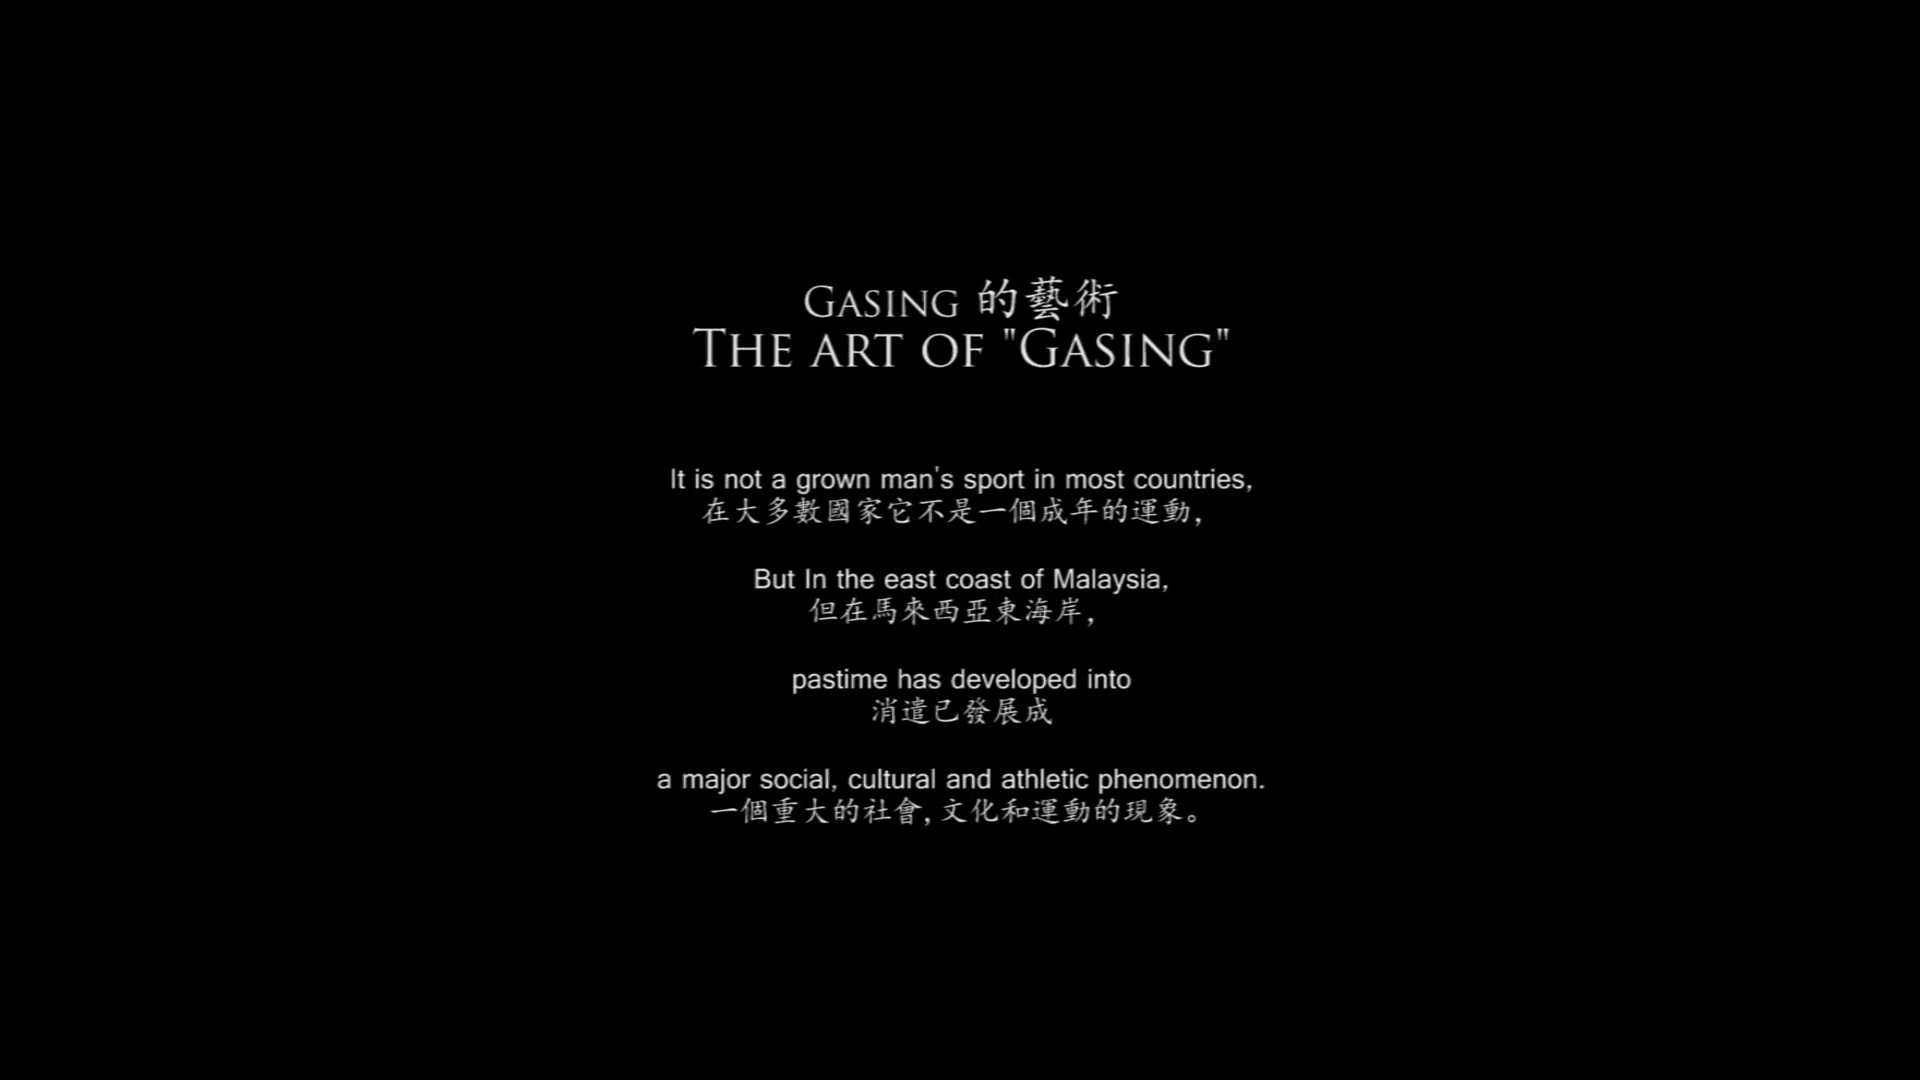 Gasing 的藝術
The art of "Gasing"
It is not a grown man's sport in most countries,
在大多數國家它不是一個成年的運動,
But In the east coast of Malaysia,
但在馬來西亞東海岸,
pastime has developed into
消遣已發展成
a major social, cultural and athletic phenomenon.
一個重大的社會,文化和運動的現象。